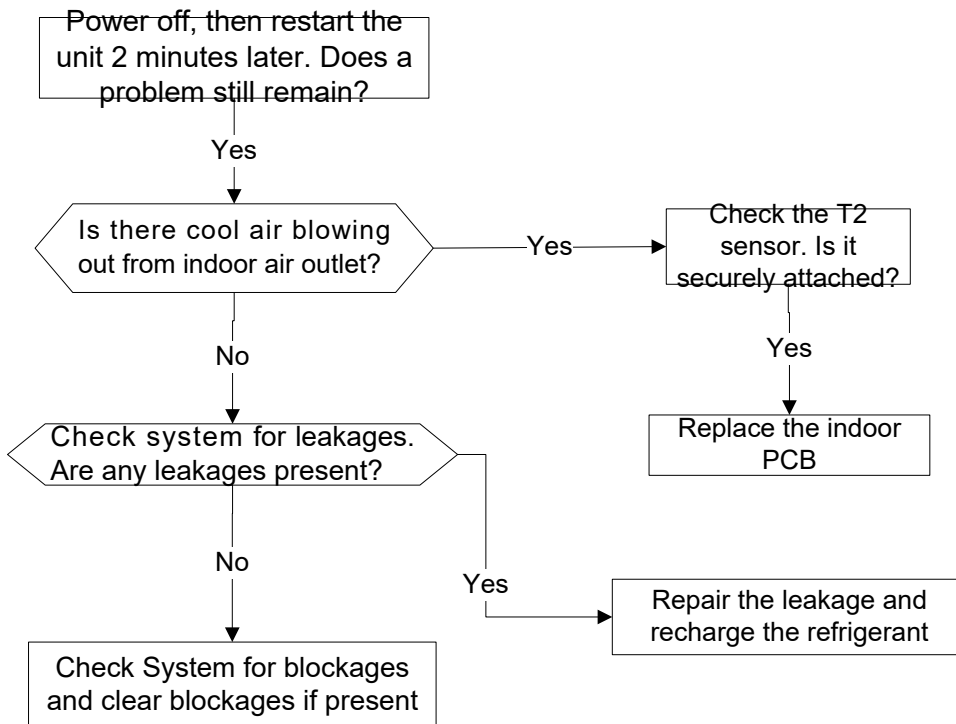 Power off, then restart the
unit 2 minutes later. Does a
problem still remain?
Yes
Is there cool air blowing
out from indoor air outlet?
Yes
Check the T2
sensor. Is it
securely attached?
Yes
Replace the indoor
PCB
No
Check system for leakages.
Are any leakages present?
Yes
Repair the leakage and
recharge the refrigerant
No
Check System for blockages
and clear blockages if present